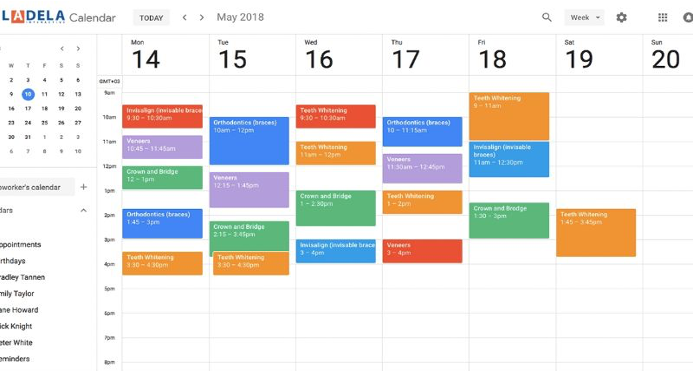 LADELA
INTERACTIVE
Calendar
TODAY
May 2018
Week
W T F S S
2 3 4 5 6
9 10 11 12 13
16 17 18 19 20
23 24 25 26 27
30 31 1 2 3
6 7 8 9 10
oworker's calendar
dars
ppointments
irthdays
radley Tannen
mily Taylor
ane Howard
ick Knight
eter White
eminders
Mon
14
Tue
15
Wed
16
Thu
17
Fri
18
Sat
19
Sun
20
GMT+03
9am
10am
11am
12pm
1pm
2pm
3pm
4pm
5pm
6pm
7pm
8pm
Invisalign (invisable brace
9:30 – 10:30am
Veneers
10:45 – 11:45am
Crown and Bridge
12 – 1pm
Orthodontics (braces)
1:45 – 3pm
Teeth Whitening
3:30 – 4:30pm
Orthodontics (braces)
10am – 12pm
Veneers
12:15 – 1:45pm
Crown and Bridge
2:15 – 3:45pm
Teeth Whitening
3:30 – 4:30pm
Teeth Whitening
9:30 – 10:30am
Teeth Whitening
11am – 12pm
Crown and Bridge
1 – 2:30pm
Invisalign (invisable brace
3 – 4pm
Orthodontics (braces)
10 – 11:15am
Veneers
11:30am – 12:45pm
Teeth Whitening
1 – 2pm
Veneers
3 – 4pm
Teeth Whitening
9 – 11am
Invisalign (invisable
braces)
11am – 12:30pm
Crown and Bredge
1:30 – 3pm
Teeth Whitening
1:45 – 3:45pm